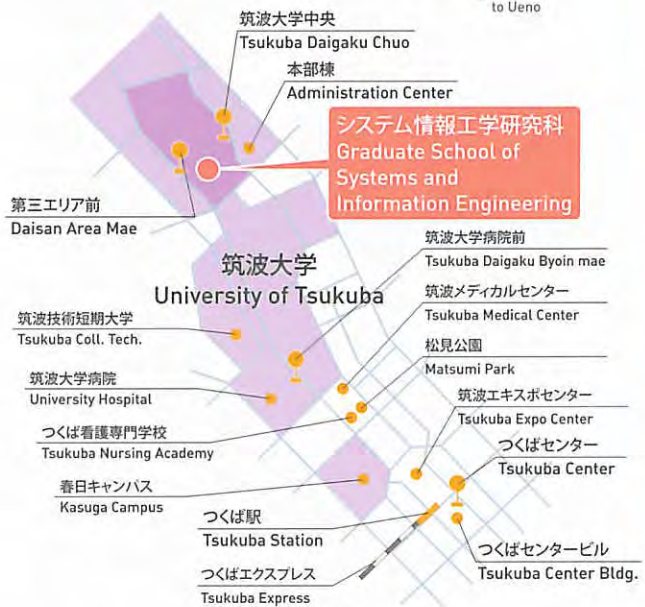 to Ueno
筑波大学中央
Tsukuba Daigaku Chuo
本部棟
Administration Center
システム情報工学研究科
Graduate School of
Systems and
Information Engineering
第三エリア前
Daisan Area Mae
筑波大学
University of Tsukuba
筑波大学病院前
Tsukuba Daigaku Byoin mae
筑波メディカルセンター
Tsukuba Medical Center
筑波技術短期大学
Tsukuba Coll. Tech.
松見公園
Matsumi Park
筑波大学病院
University Hospital
筑波エキスポセンター
Tsukuba Expo Center
つくば看護専門学校
Tsukuba Nursing Academy
つくばセンター
Tsukuba Center
春日キャンパス
Kasuga Campus
つくば駅
Tsukuba Station
つくばセンタービル
Tsukuba Center Bldg.
つくばエクスプレス
Tsukuba Express